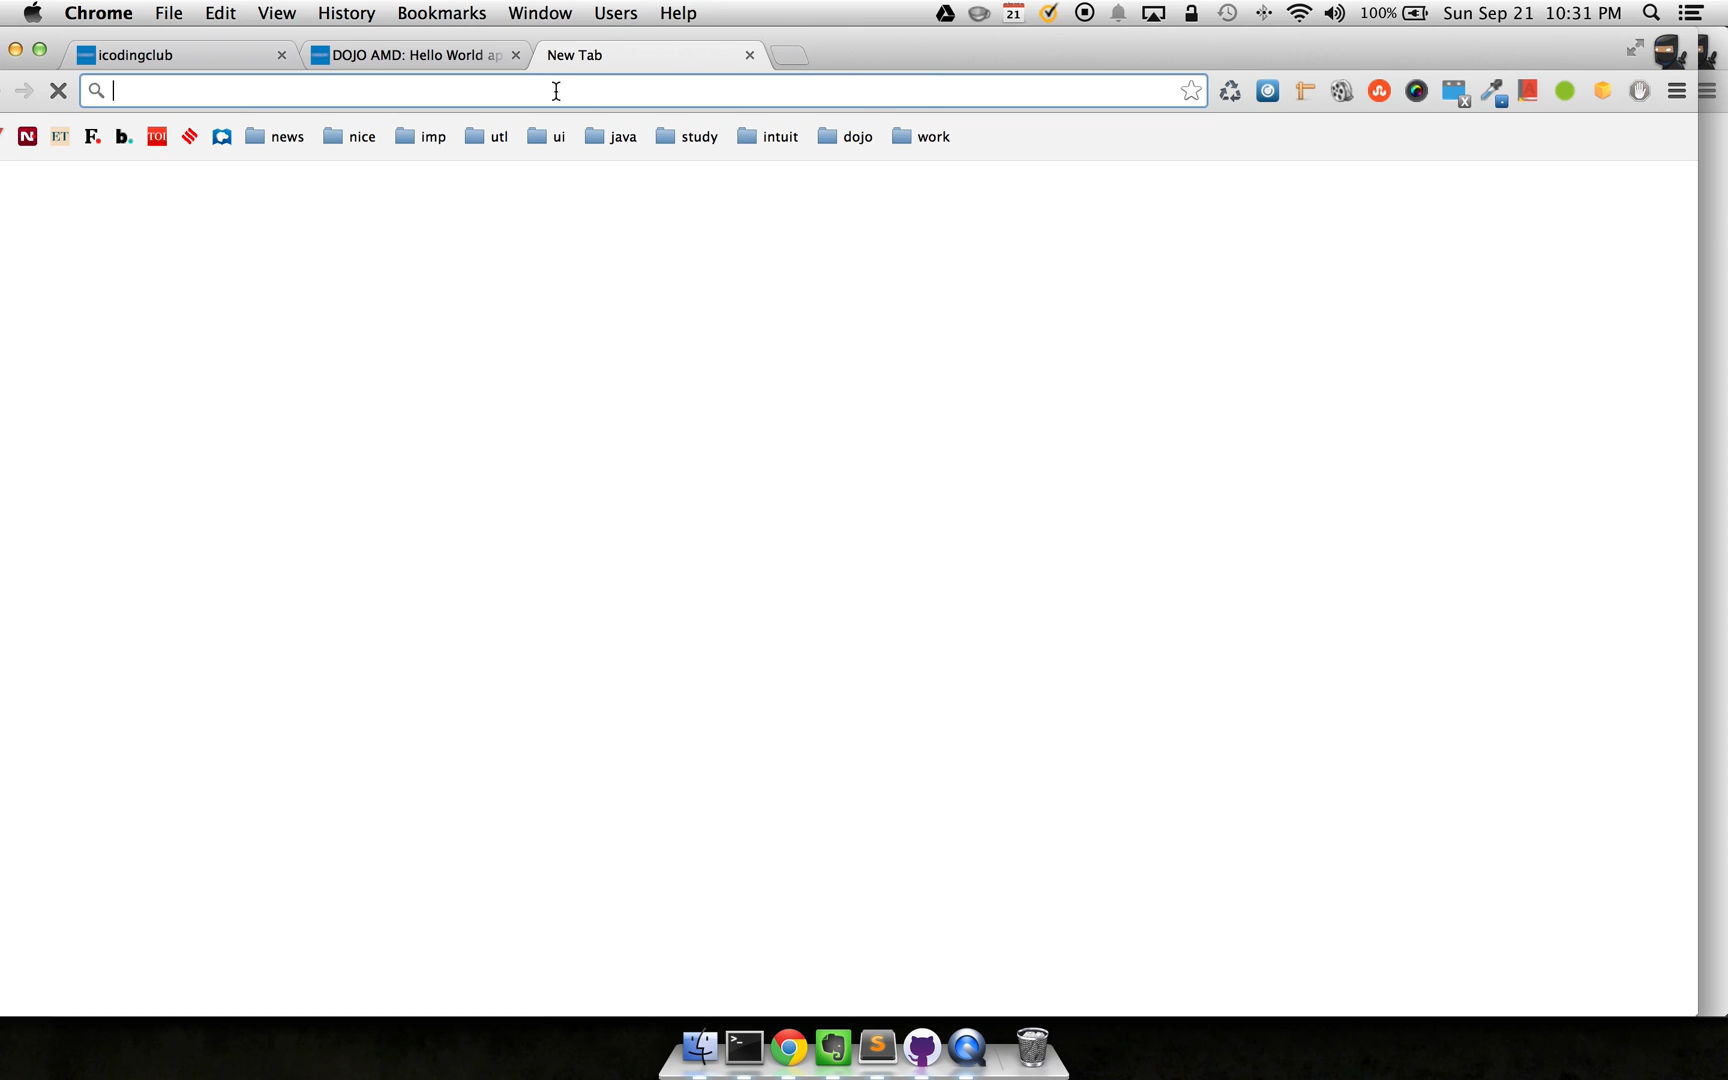 Chrome File Edit View History Bookmarks Window Users Help 21 100% Sun Sep 21 10:31 PM
icodingclub DOJO AMD: Hello World ap New Tab
N ET F. b. TOI news nice imp utl ui java study intuit dojo work
>_ S